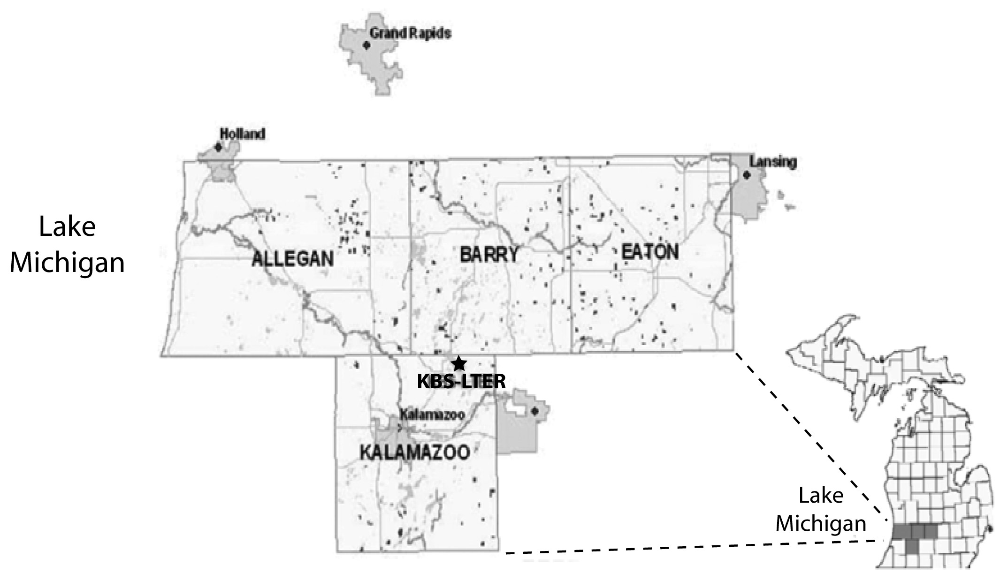 Grand Rapids
Holland
Lansing
Lake
Michigan
ALLEGAN
BARRY
EATON
KBS-LTER
Kalamazoo
KALAMAZOO
Lake
Michigan